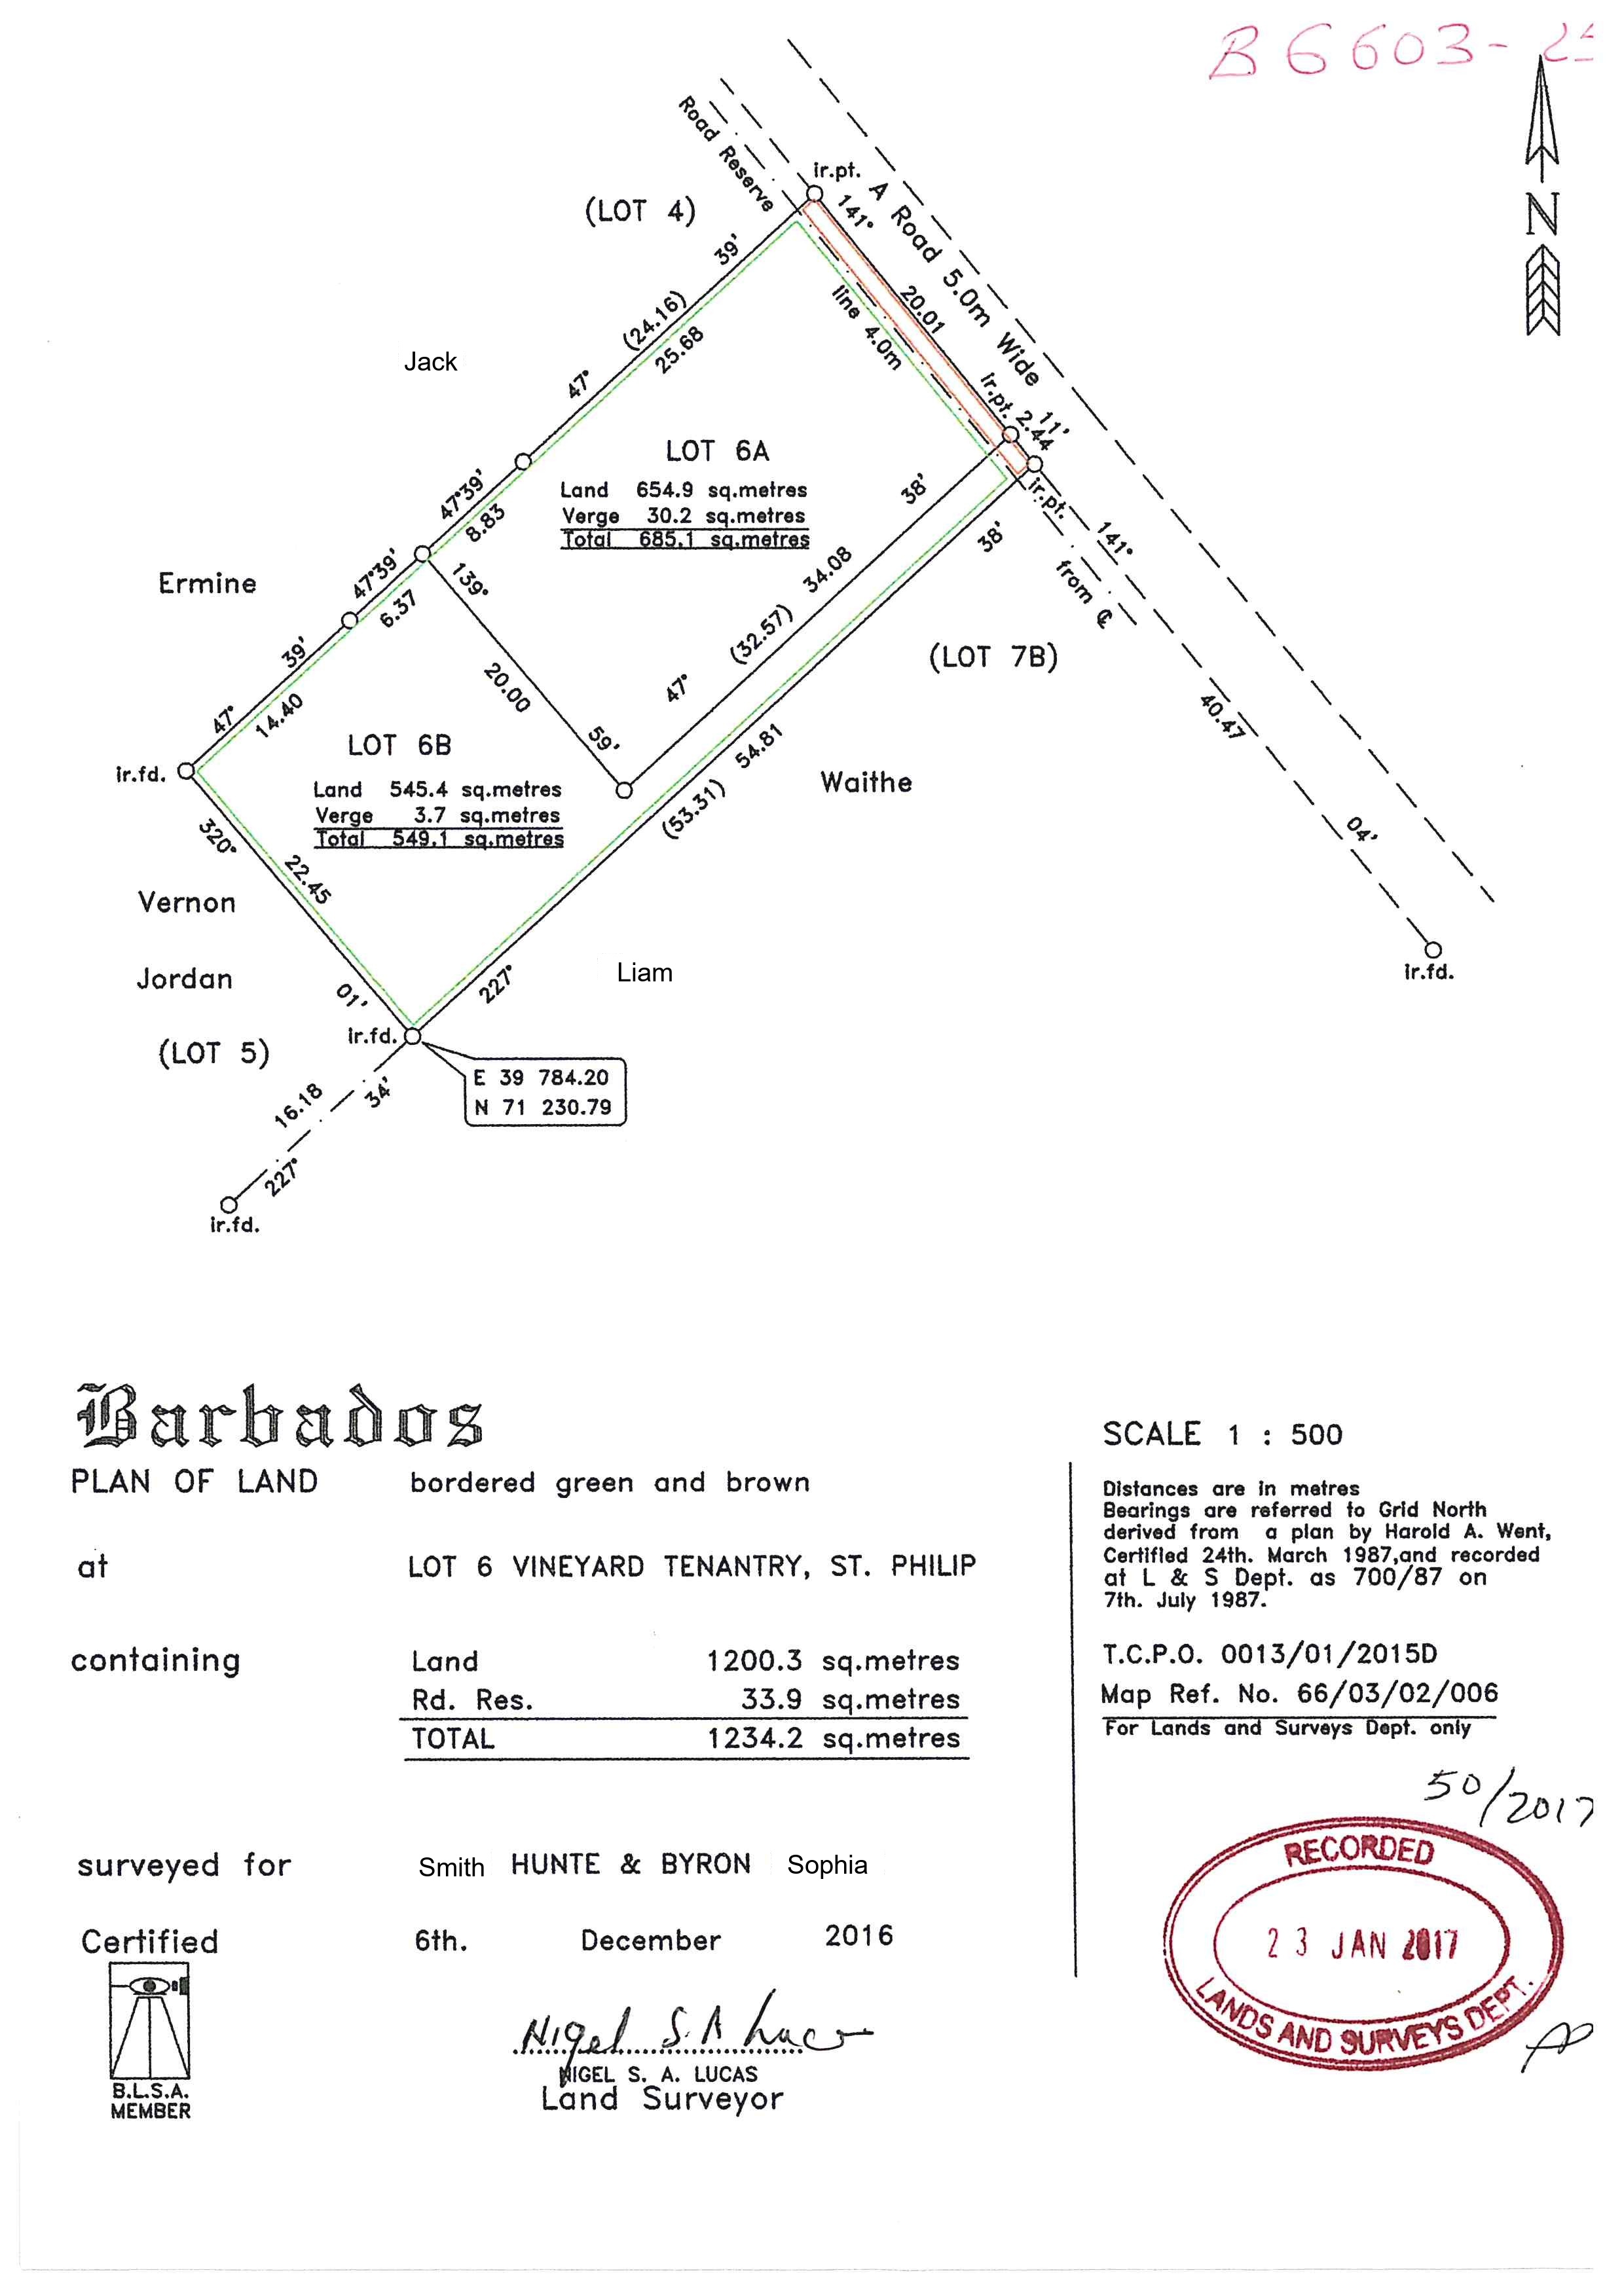 B 6603-
N
Road Reserve
(LOT 4)
ir.pt.
141°
A Road 5.0m Wide
39'
20.01
line 4.0m
(24.16)
25.68
Jack
47°
ir.pt.
2.44
11'
LOT 6A
Land 654.9 sq.metres
Verge 30.2 sq.metres
Total 685.1 sq.metres
47°39'
8.83
38'
ir.pt.
38'
141°
47°39'
6.37
Ermine
139°
34.08
from ℄
(32.57)
(LOT 7B)
39'
20.00
47°
40.47
47°
14.40
59'
54.81
LOT 6B
ir.fd.
Land 545.4 sq.metres
Verge 3.7 sq.metres
Total 549.1 sq.metres
Waithe
(53.31)
320°
22.45
04'
Vernon
Jordan
Liam
227°
ir.fd.
01'
ir.fd.
(LOT 5)
E 39 784.20
N 71 230.79
16.18
34'
227°
ir.fd.
Barbados
PLAN OF LAND bordered green and brown
at LOT 6 VINEYARD TENANTRY, ST. PHILIP
containing
Land 1200.3 sq.metres
Rd. Res. 33.9 sq.metres
TOTAL 1234.2 sq.metres
surveyed for Smith HUNTE & BYRON Sophia
Certified 6th. December 2016
B.L.S.A.
MEMBER
Nigel S. A. Lucas
NIGEL S. A. LUCAS
Land Surveyor
SCALE 1 : 500
Distances are in metres
Bearings are referred to Grid North
derived from a plan by Harold A. Went,
Certified 24th. March 1987,and recorded
at L & S Dept. as 700/87 on
7th. July 1987.
T.C.P.O. 0013/01/2015D
Map Ref. No. 66/03/02/006
For Lands and Surveys Dept. only
50/2017
RECORDED
23 JAN 2017
LANDS AND SURVEYS DEPT.